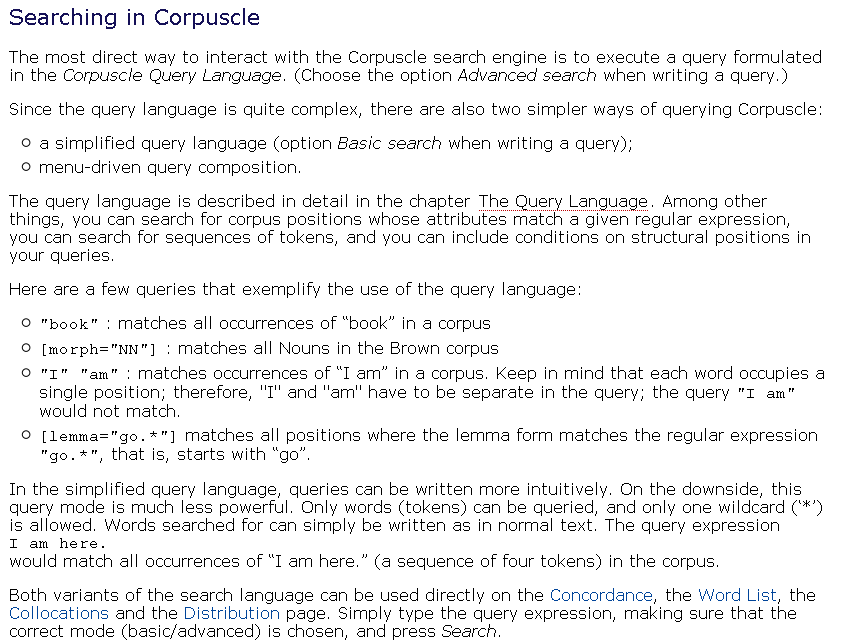 Searching in Corpuscle
The most direct way to interact with the Corpuscle search engine is to execute a query formulated
in the Corpuscle Query Language. (Choose the option Advanced search when writing a query.)
Since the query language is quite complex, there are also two simpler ways of querying Corpuscle:
a simplified query language (option Basic search when writing a query);
menu-driven query composition.
The query language is described in detail in the chapter The Query Language. Among other
things, you can search for corpus positions whose attributes match a given regular expression,
you can search for sequences of tokens, and you can include conditions on structural positions in
your queries.
Here are a few queries that exemplify the use of the query language:
"book" : matches all occurrences of “book” in a corpus
[morph="NN"] : matches all Nouns in the Brown corpus
"I" "am" : matches occurrences of “I am” in a corpus. Keep in mind that each word occupies a
single position; therefore, "I" and "am" have to be separate in the query; the query "I am"
would not match.
[lemma="go.*"] matches all positions where the lemma form matches the regular expression
"go.*", that is, starts with “go”.
In the simplified query language, queries can be written more intuitively. On the downside, this
query mode is much less powerful. Only words (tokens) can be queried, and only one wildcard (‘*’)
is allowed. Words searched for can simply be written as in normal text. The query expression
I am here.
would match all occurrences of “I am here.” (a sequence of four tokens) in the corpus.
Both variants of the search language can be used directly on the Concordance, the Word List, the
Collocations and the Distribution page. Simply type the query expression, making sure that the
correct mode (basic/advanced) is chosen, and press Search.